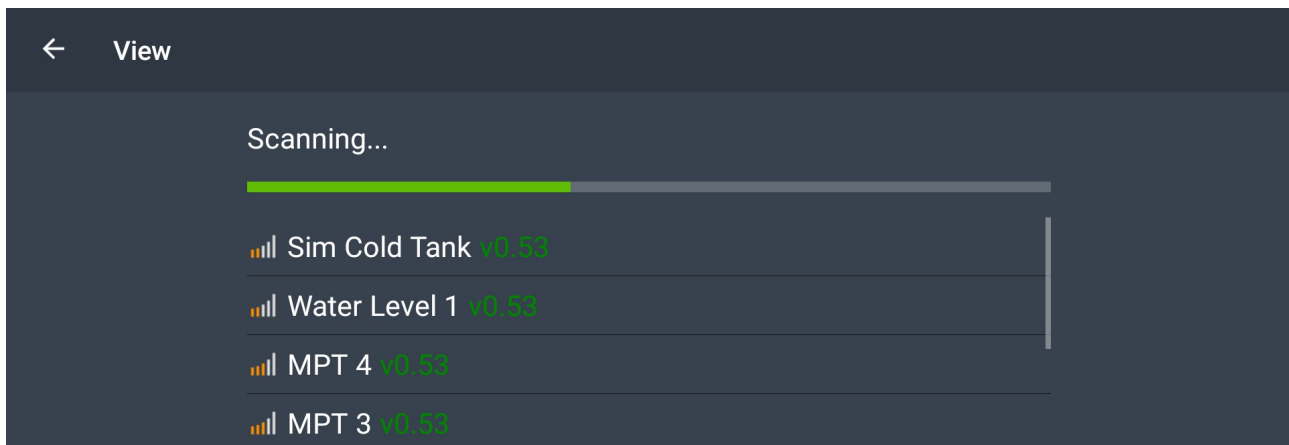 View
Scanning...
Sim Cold Tank v0.53
Water Level 1 v0.53
MPT 4 v0.53
MPT 3 v0.53